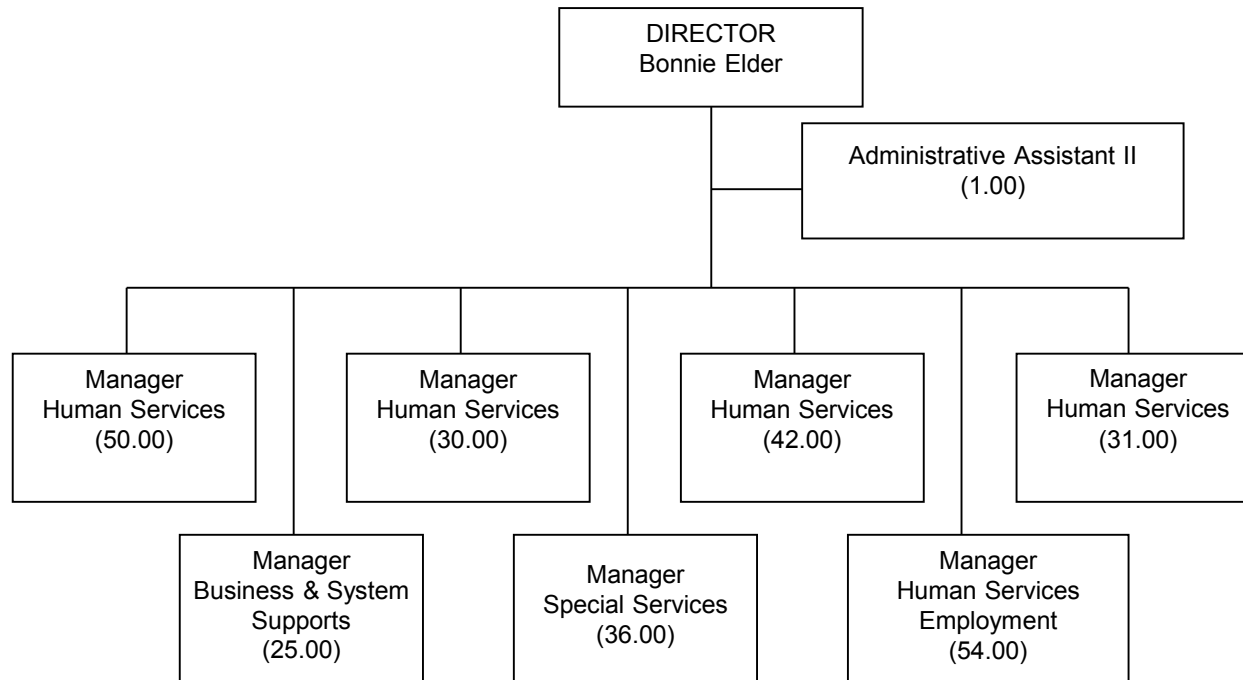 DIRECTOR
Bonnie Elder
Administrative Assistant II
(1.00)
Manager
Human Services
(50.00)
Manager
Human Services
(30.00)
Manager
Human Services
(42.00)
Manager
Human Services
(31.00)
Manager
Business & System
Supports
(25.00)
Manager
Special Services
(36.00)
Manager
Human Services
Employment
(54.00)